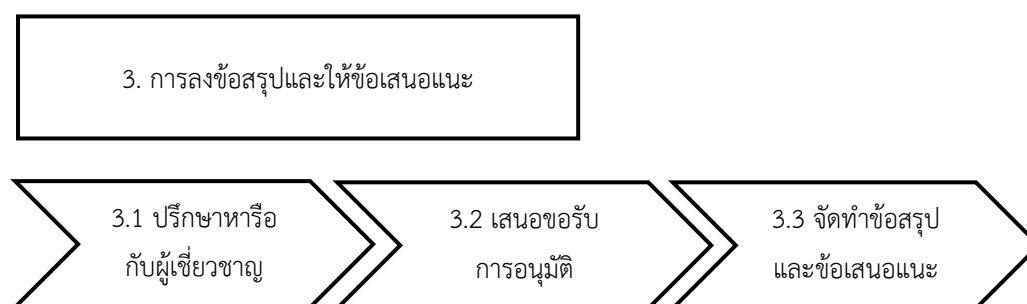 3. การลงข้อสรุปและให้ข้อเสนอแนะ
3.1 ปรึกษาหารือ
กับผู้เชี่ยวชาญ
3.2 เสนอขอรับ
การอนุมัติ
3.3 จัดทำข้อสรุป
และข้อเสนอแนะ